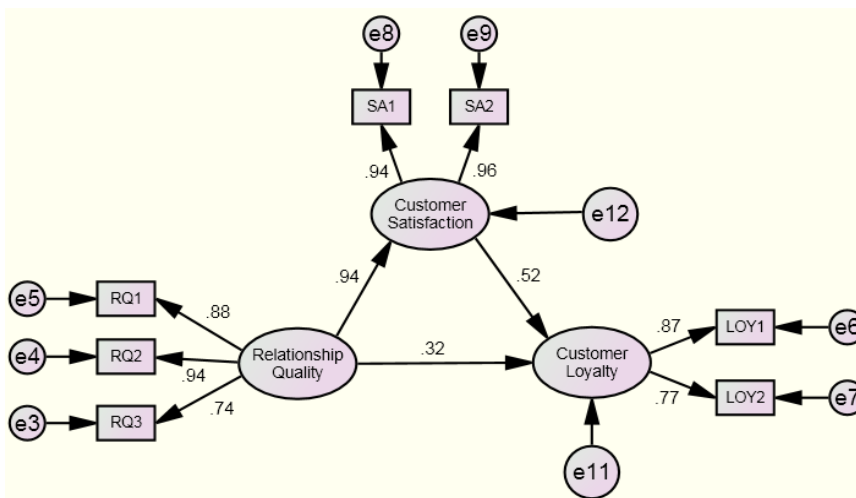 e8
e9
SA1
SA2
.94
.96
Customer
Satisfaction
e12
.94
.52
e5
RQ1
.88
e4
RQ2
.94
e3
RQ3
.74
Relationship
Quality
.32
Customer
Loyalty
.87
LOY1
e6
.77
LOY2
e7
e11